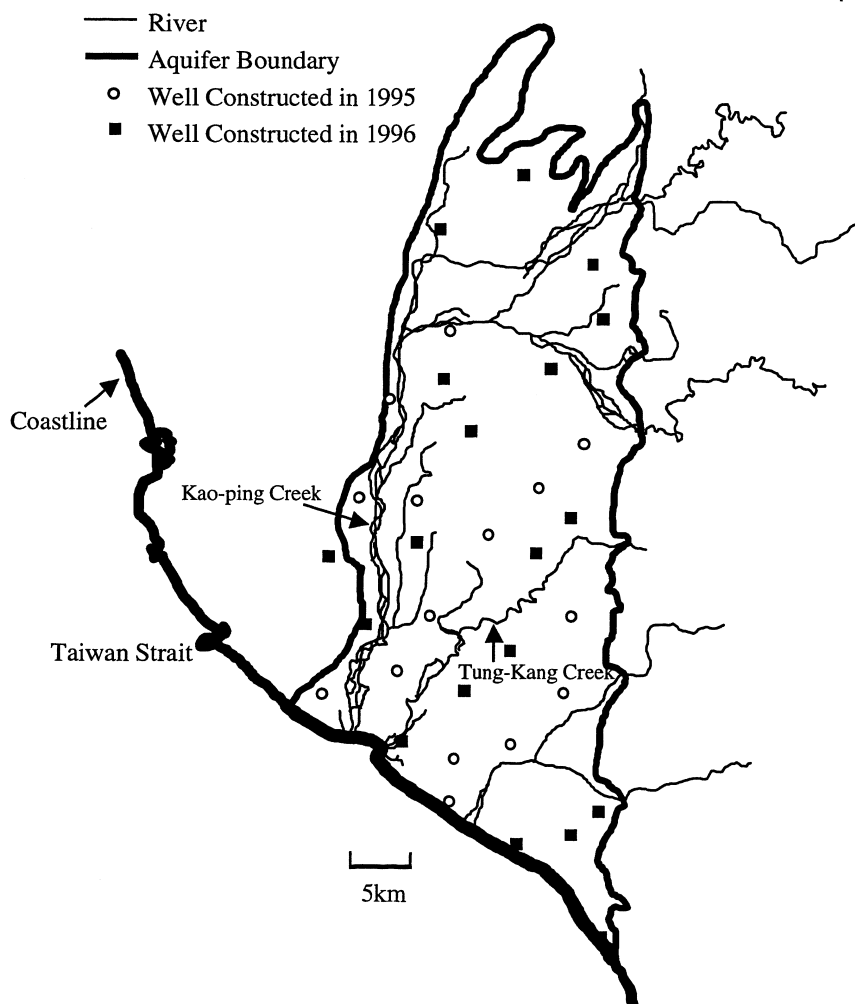 River
Aquifer Boundary
Well Constructed in 1995
Well Constructed in 1996
Coastline
Kao-ping Creek
Taiwan Strait
Tung-Kang Creek
5km